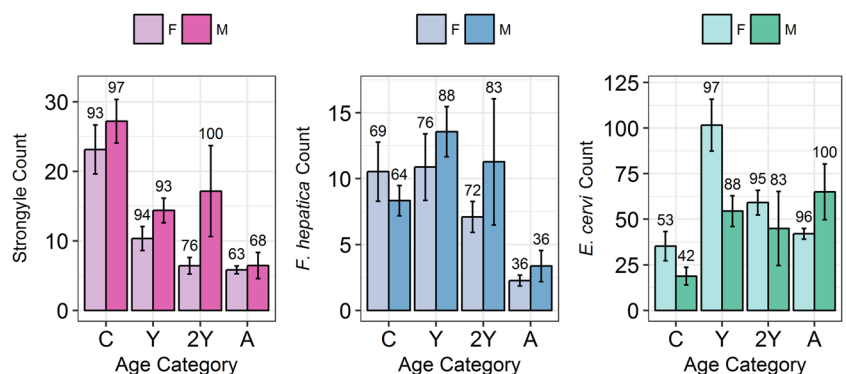 F M
Strongyle Count
30
20
10
0
93 97
94 93
76 100
63 68
C Y 2Y A
Age Category
F M
F. hepatica Count
15
10
5
0
69 64
76 88
72 83
36 36
C Y 2Y A
Age Category
F M
E. cervi Count
125
100
75
50
25
0
53 42
97 88
95 83
96 100
C Y 2Y A
Age Category